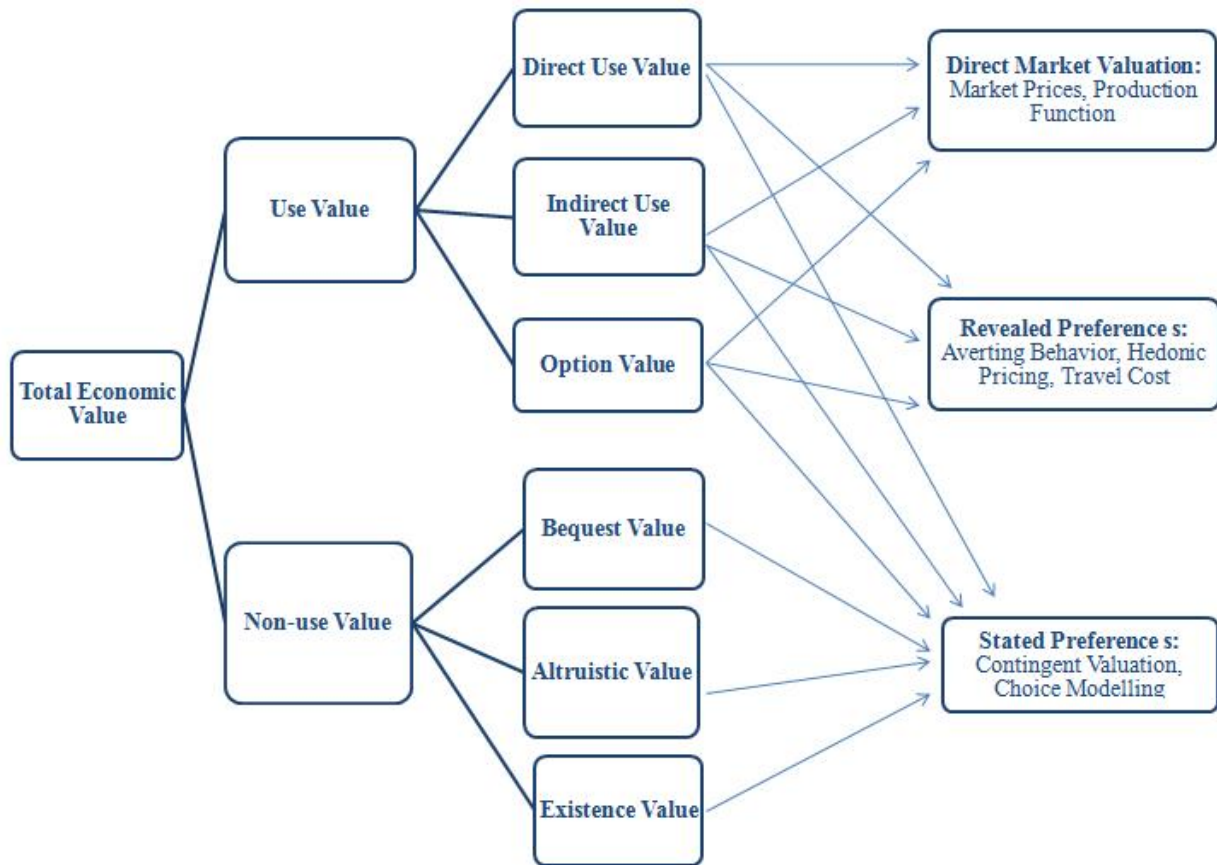 Total Economic
Value
Use Value
Non-use Value
Direct Use Value
Indirect Use
Value
Option Value
Bequest Value
Altruistic Value
Existence Value
Direct Market Valuation:
Market Prices, Production
Function
Revealed Preference s:
Averting Behavior, Hedonic
Pricing, Travel Cost
Stated Preference s:
Contingent Valuation,
Choice Modelling